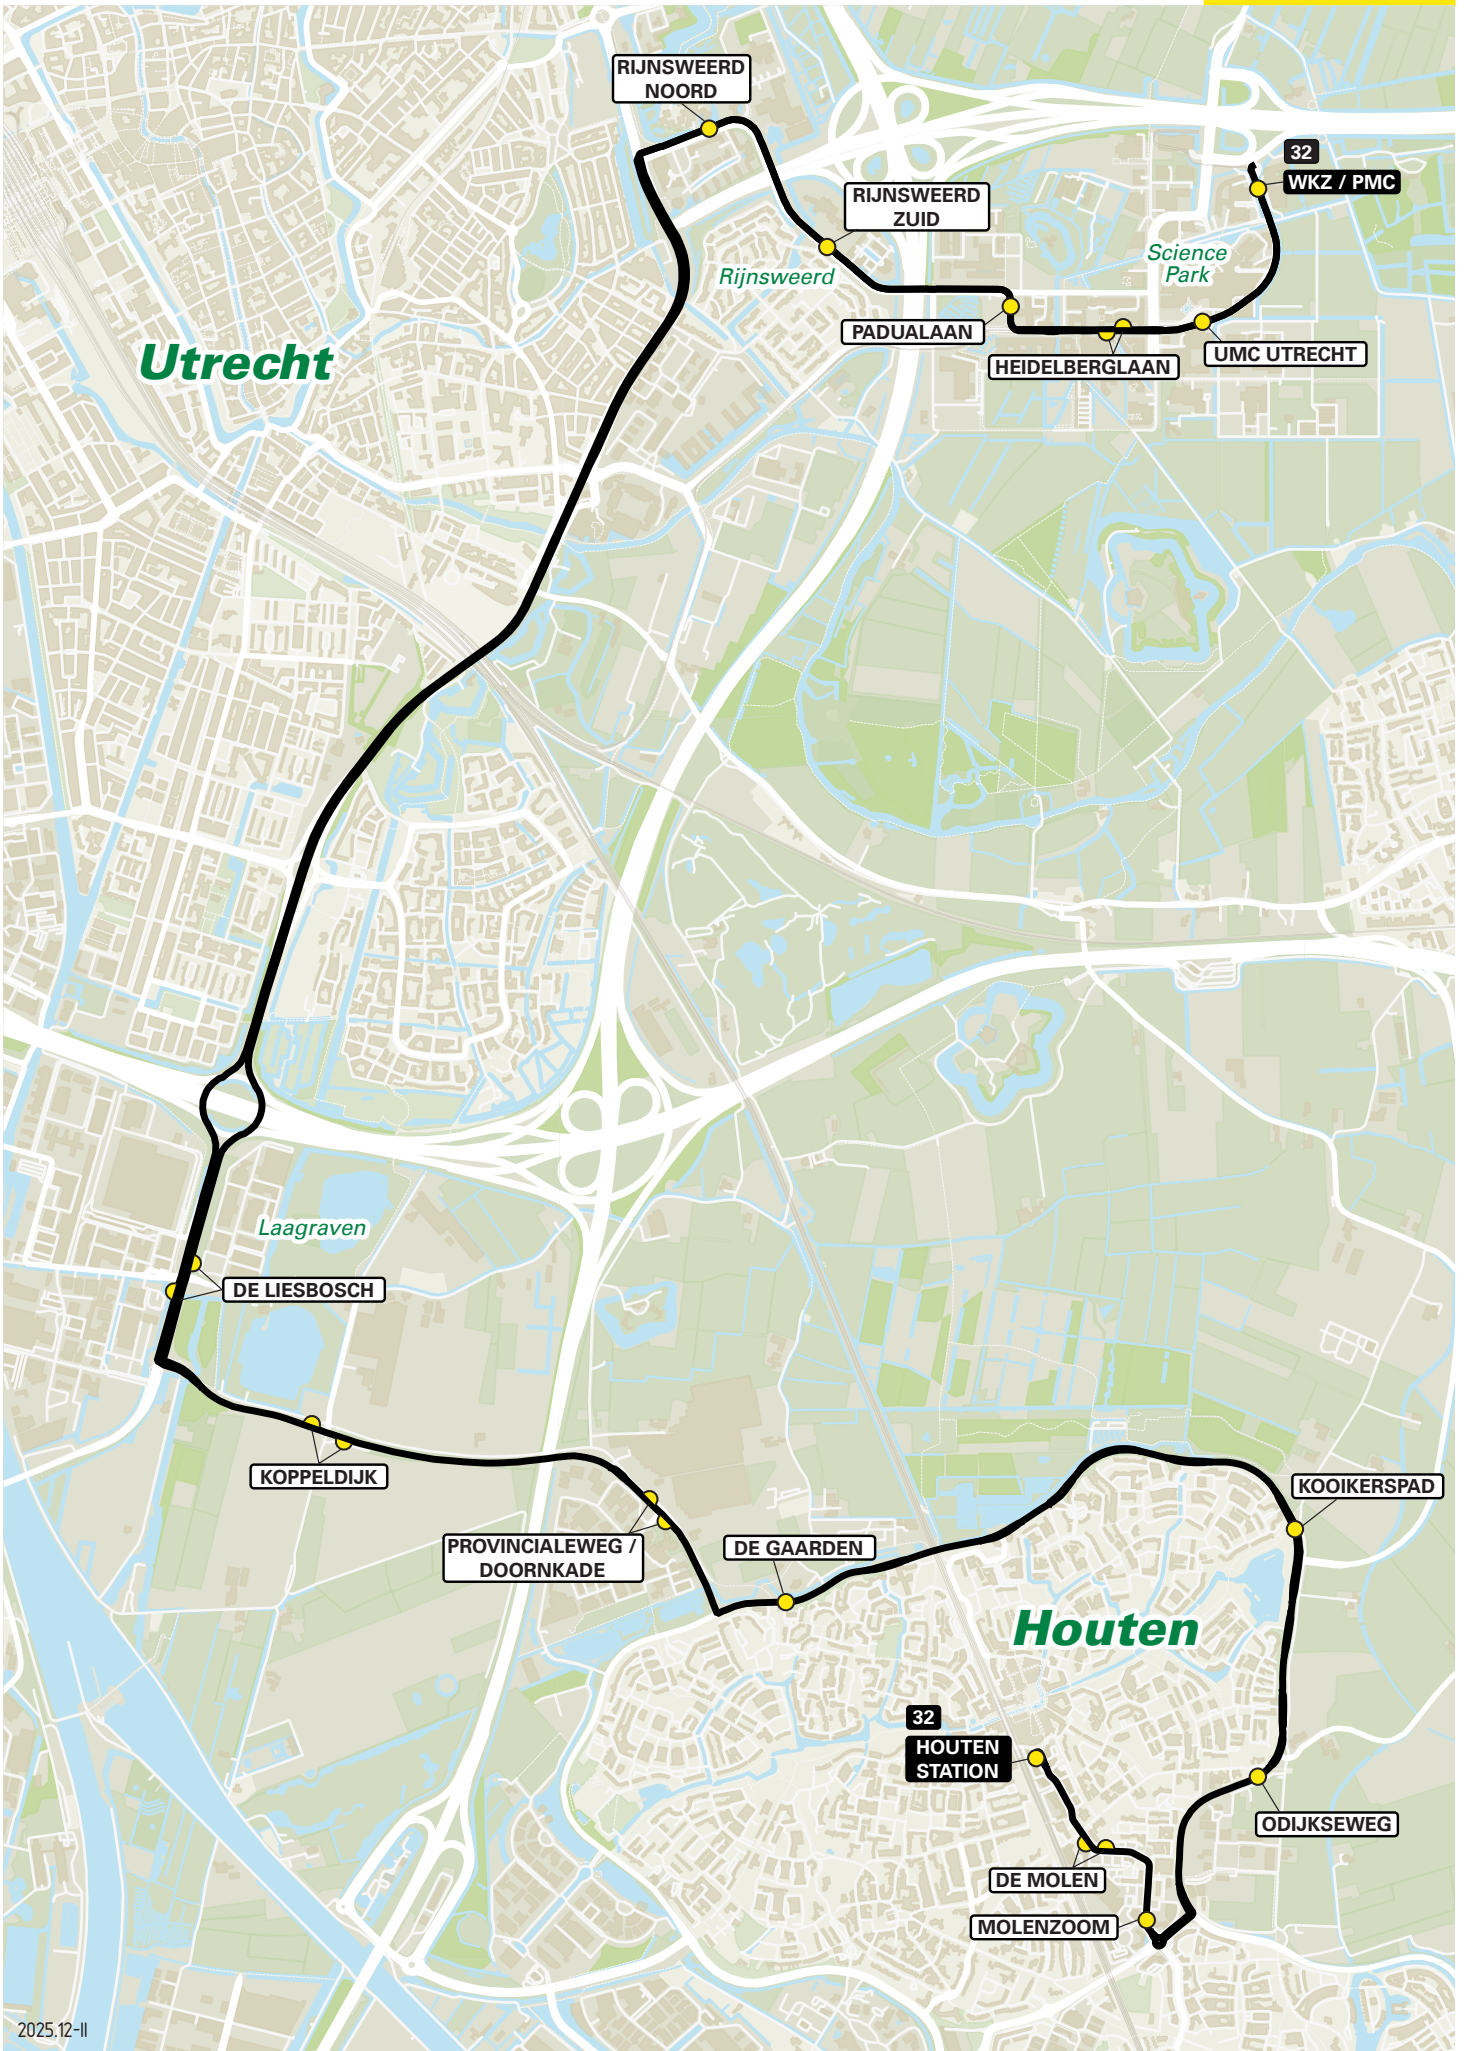 RIJNSWEERD
NOORD
32
WKZ / PMC
RIJNSWEERD
ZUID
Rijnsweerd
Science
Park
PADUALAAN
HEIDELBERGLAAN
UMC UTRECHT
Utrecht
Laagraven
DE LIESBOSCH
KOPPELDIJK
KOOIKERSPAD
PROVINCIALEWEG /
DOORNKADE
DE GAARDEN
Houten
32
HOUTEN
STATION
ODIJKSEWEG
DE MOLEN
MOLENZOOM
2025.12-II